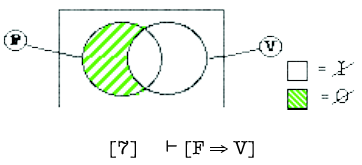 F
V
= I
= Ø
[7] ⊢ [F ⇒ V]